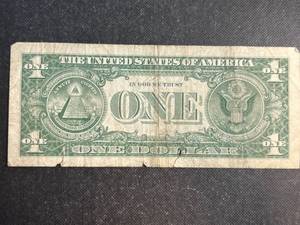 THE UNITED STATES OF AMERICA
ONE ONE
IN GOD WE TRUST
ONE
ONE ONE
ONE DOLLAR